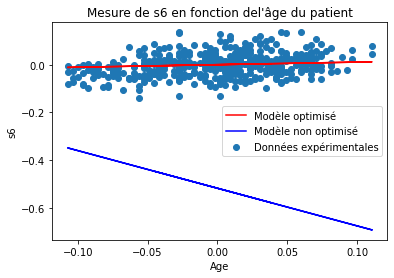 Mesure de s6 en fonction del'âge du patient
0.0
−0.2
−0.4
−0.6
s6
Modèle optimisé
Modèle non optimisé
Données expérimentales
−0.10
−0.05
0.00
0.05
0.10
Age